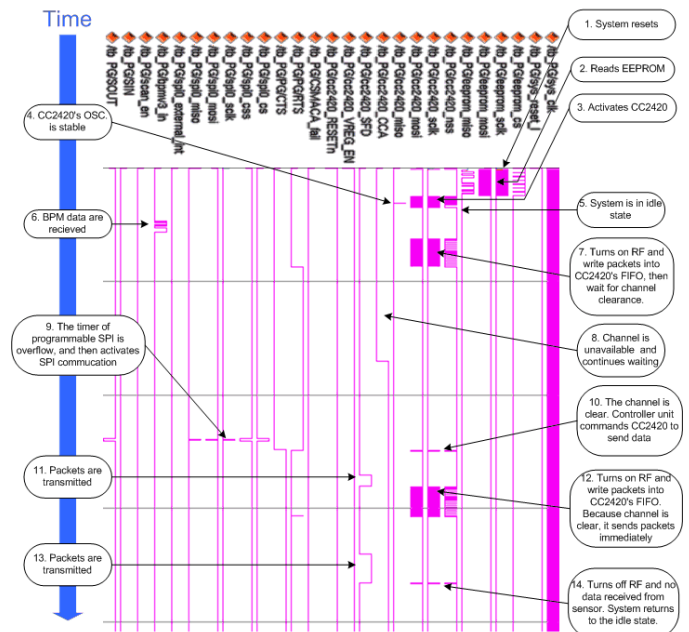 Time
/tb_PG/SOUT
/tb_PG/SIN
/tb_PG/scan_en
/tb_PG/bpmv3_in
/tb_PG/spi0_external_int
/tb_PG/spi0_miso
/tb_PG/spi0_mosi
/tb_PG/spi0_sclk
/tb_PG/spi0_css
/tb_PG/spi0_cs
/tb_PG/PG/CTS
/tb_PG/PG/RTS
/tb_PG/CSMACA_fail
/tb_PG/cc2420_RESETn
/tb_PG/cc2420_VREG_EN
/tb_PG/cc2420_SFD
/tb_PG/cc2420_CCA
/tb_PG/cc2420_miso
/tb_PG/cc2420_mosi
/tb_PG/cc2420_sclk
/tb_PG/cc2420_nss
/tb_PG/eeprom_miso
/tb_PG/eeprom_mosi
/tb_PG/eeprom_sclk
/tb_PG/eeprom_cs
/tb_PG/sys_reset_l
/tb_PG/sys_clk
1. System resets
2. Reads EEPROM
3. Activates CC2420
4. CC2420's OSC.
is stable
5. System is in idle
state
6. BPM data are
recieved
7. Turns on RF and
write packets into
CC2420's FIFO, then
wait for channel
clearance.
8. Channel is
unavailable and
continues waiting
9. The timer of
programmable SPI is
overflow, and then activates
SPI commucation
10. The channel is
clear. Controller unit
commands CC2420 to
send data
11. Packets are
transmitted
12. Turns on RF and
write packets into
CC2420's FIFO.
Because channel is
clear, it sends packets
immediately
13. Packets are
transmitted
14. Turns off RF and no
data received from
sensor. System returns
to the idle state.